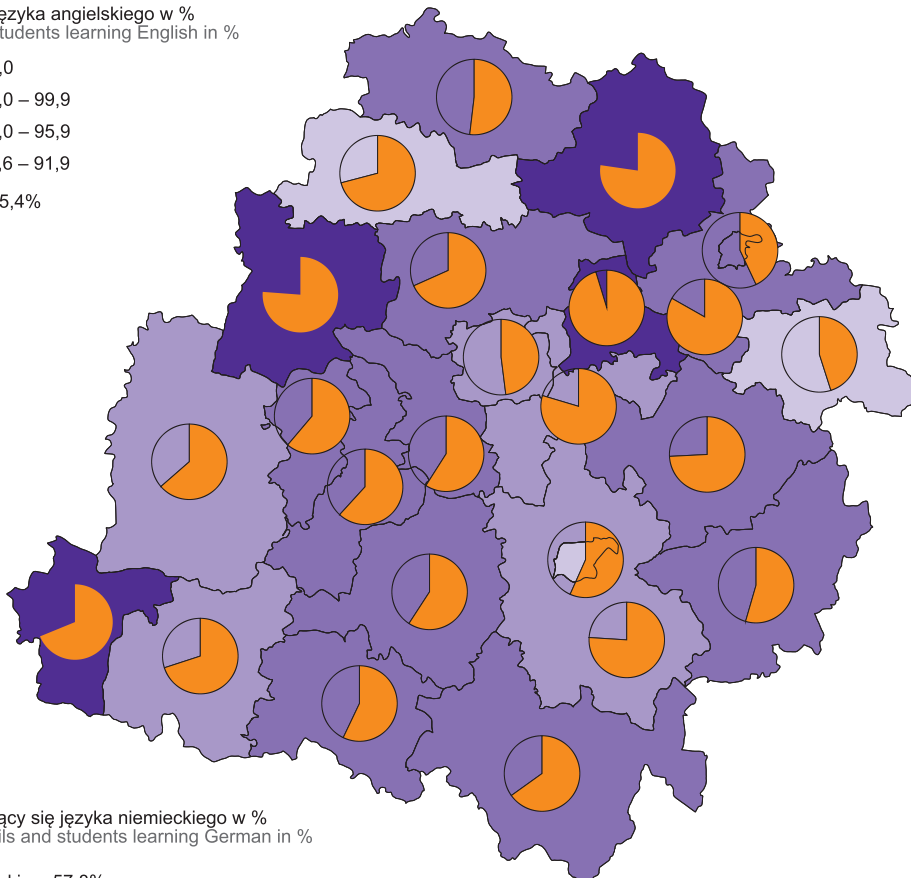 ęzyka angielskiego w %
tudents learning English in %
,0
,0 – 99,9
,0 – 95,9
,6 – 91,9
5,4%
ący się języka niemieckiego w %
ils and students learning German in %